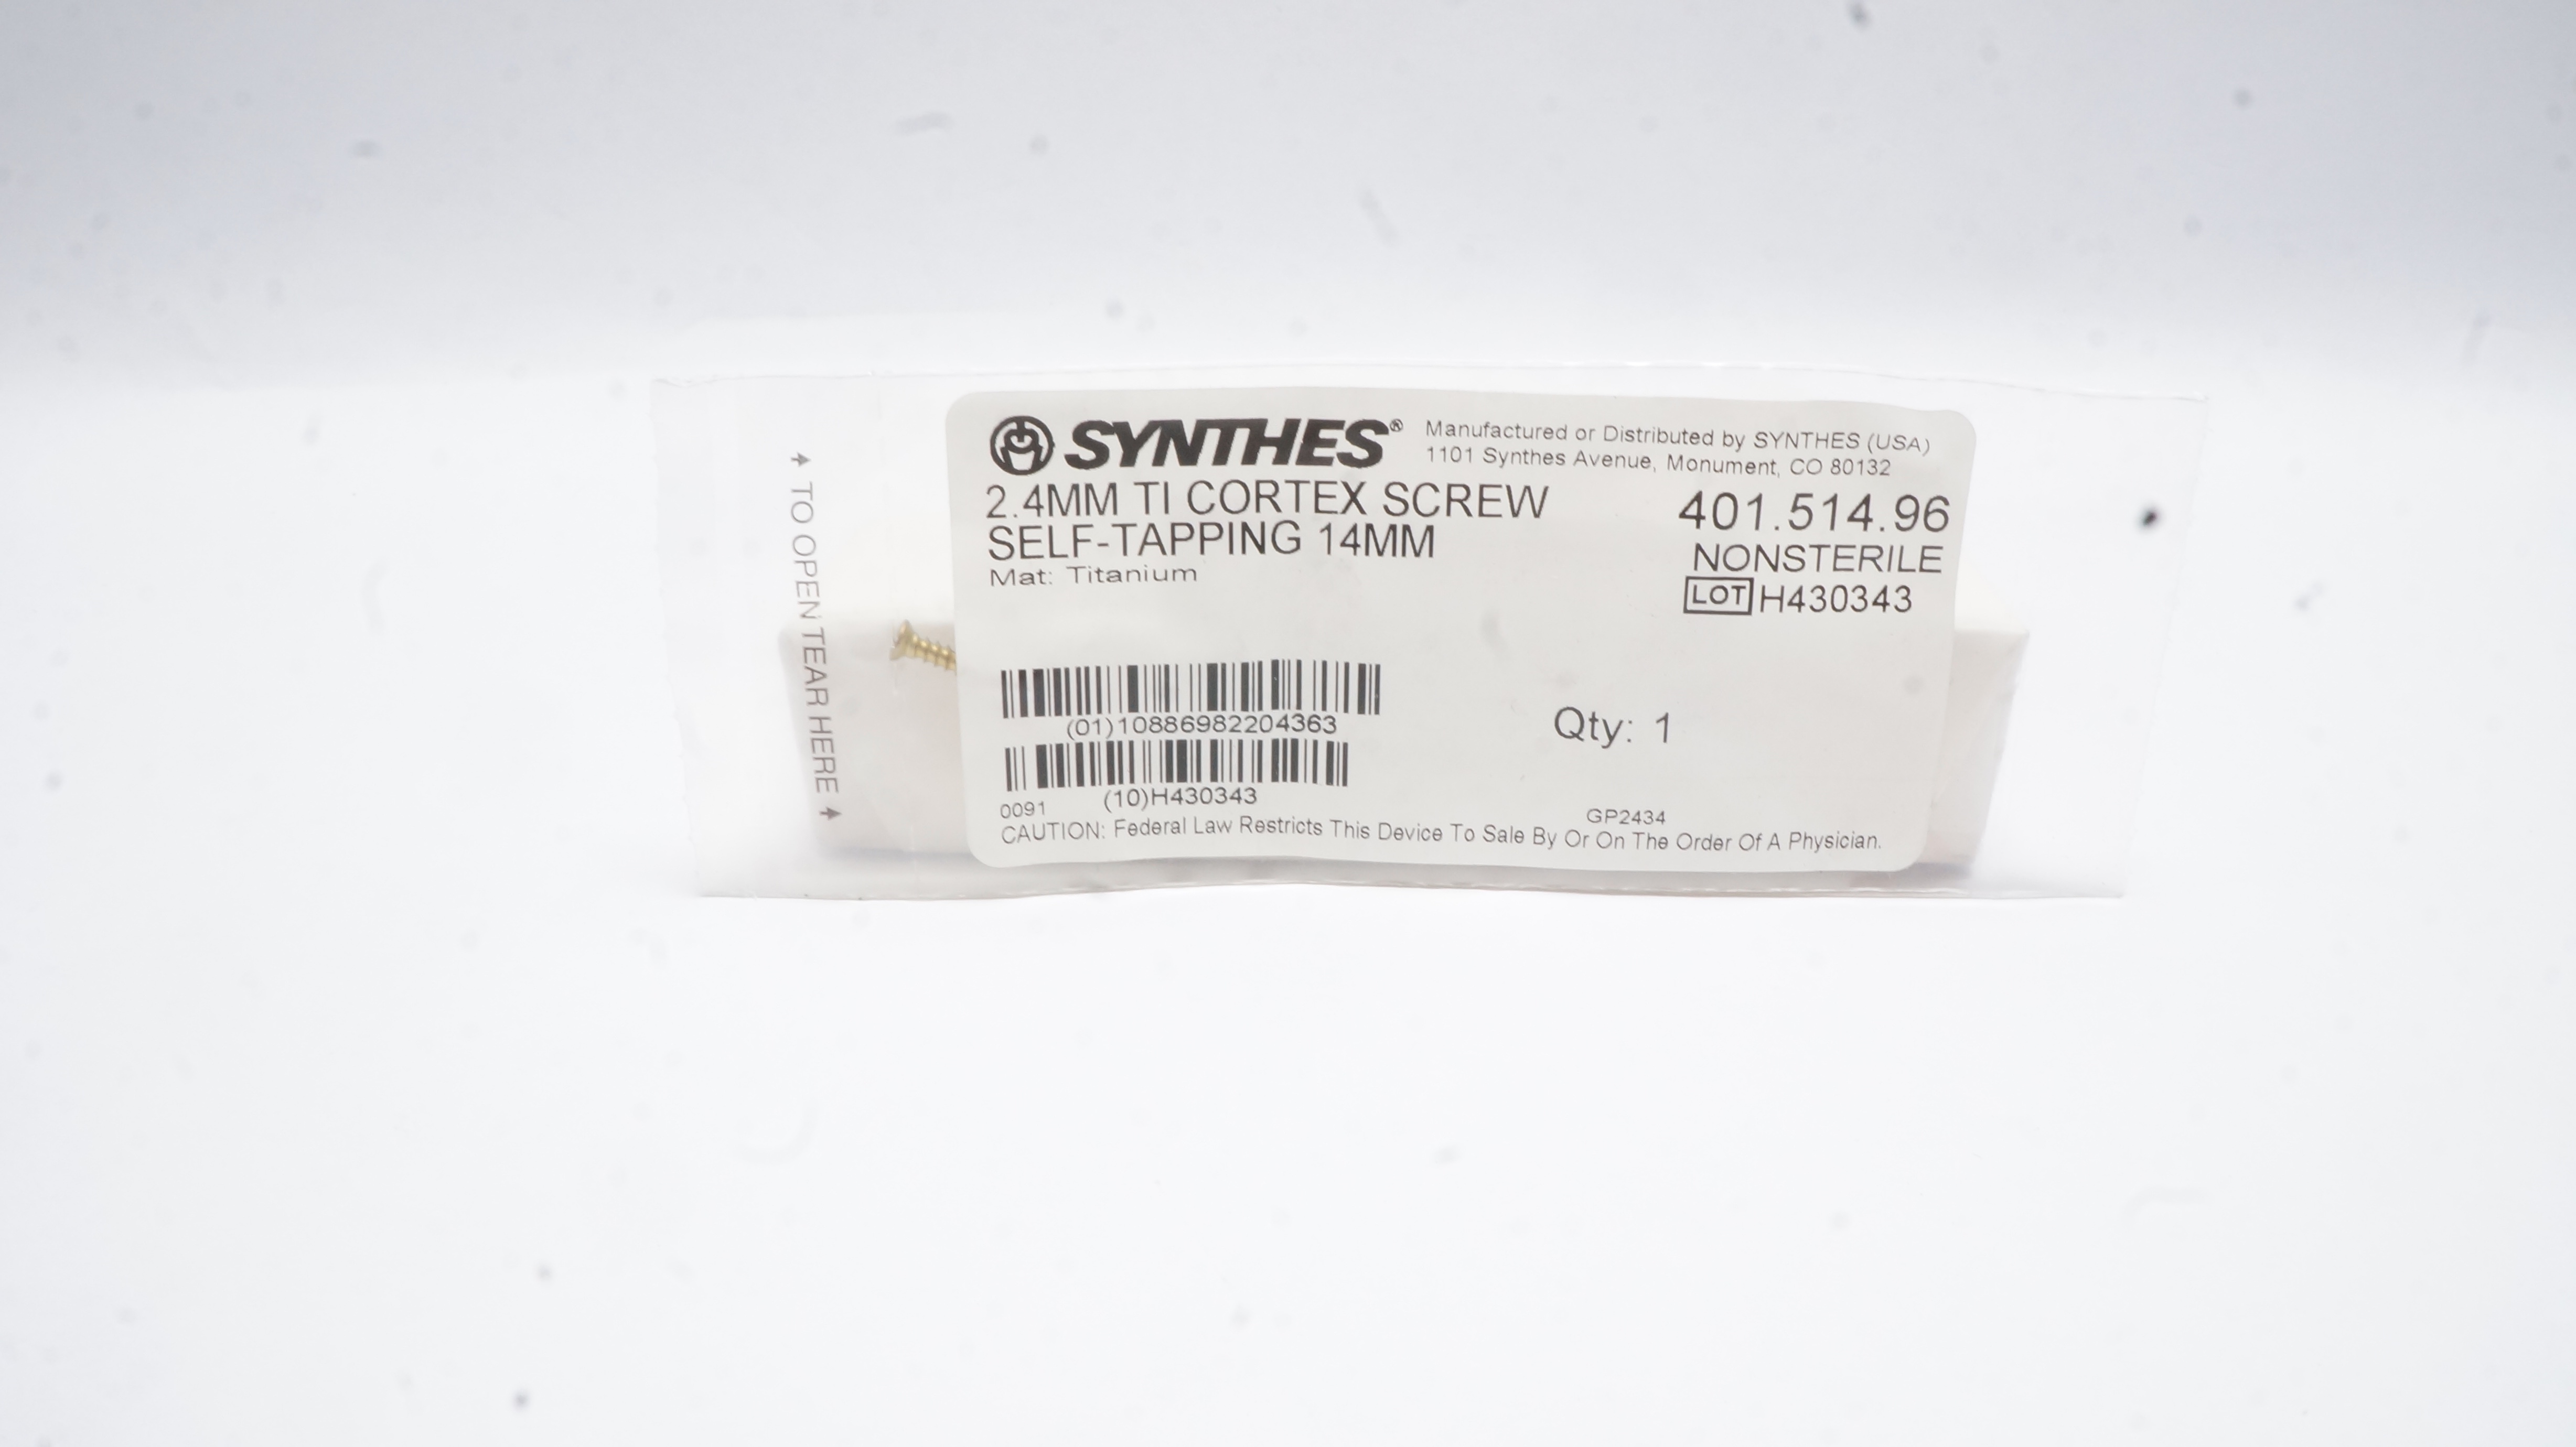 TO OPEN TEAR HERE
SYNTHES®
Manufactured or Distributed by SYNTHES (USA)
1101 Synthes Avenue, Monument, CO 80132
2.4MM TI CORTEX SCREW
SELF-TAPPING 14MM
Mat: Titanium
401.514.96
NONSTERILE
LOT H430343
(01)10886982204363
Qty: 1
(10)H430343
0091
GP2434
CAUTION: Federal Law Restricts This Device To Sale By Or On The Order Of A Physician.